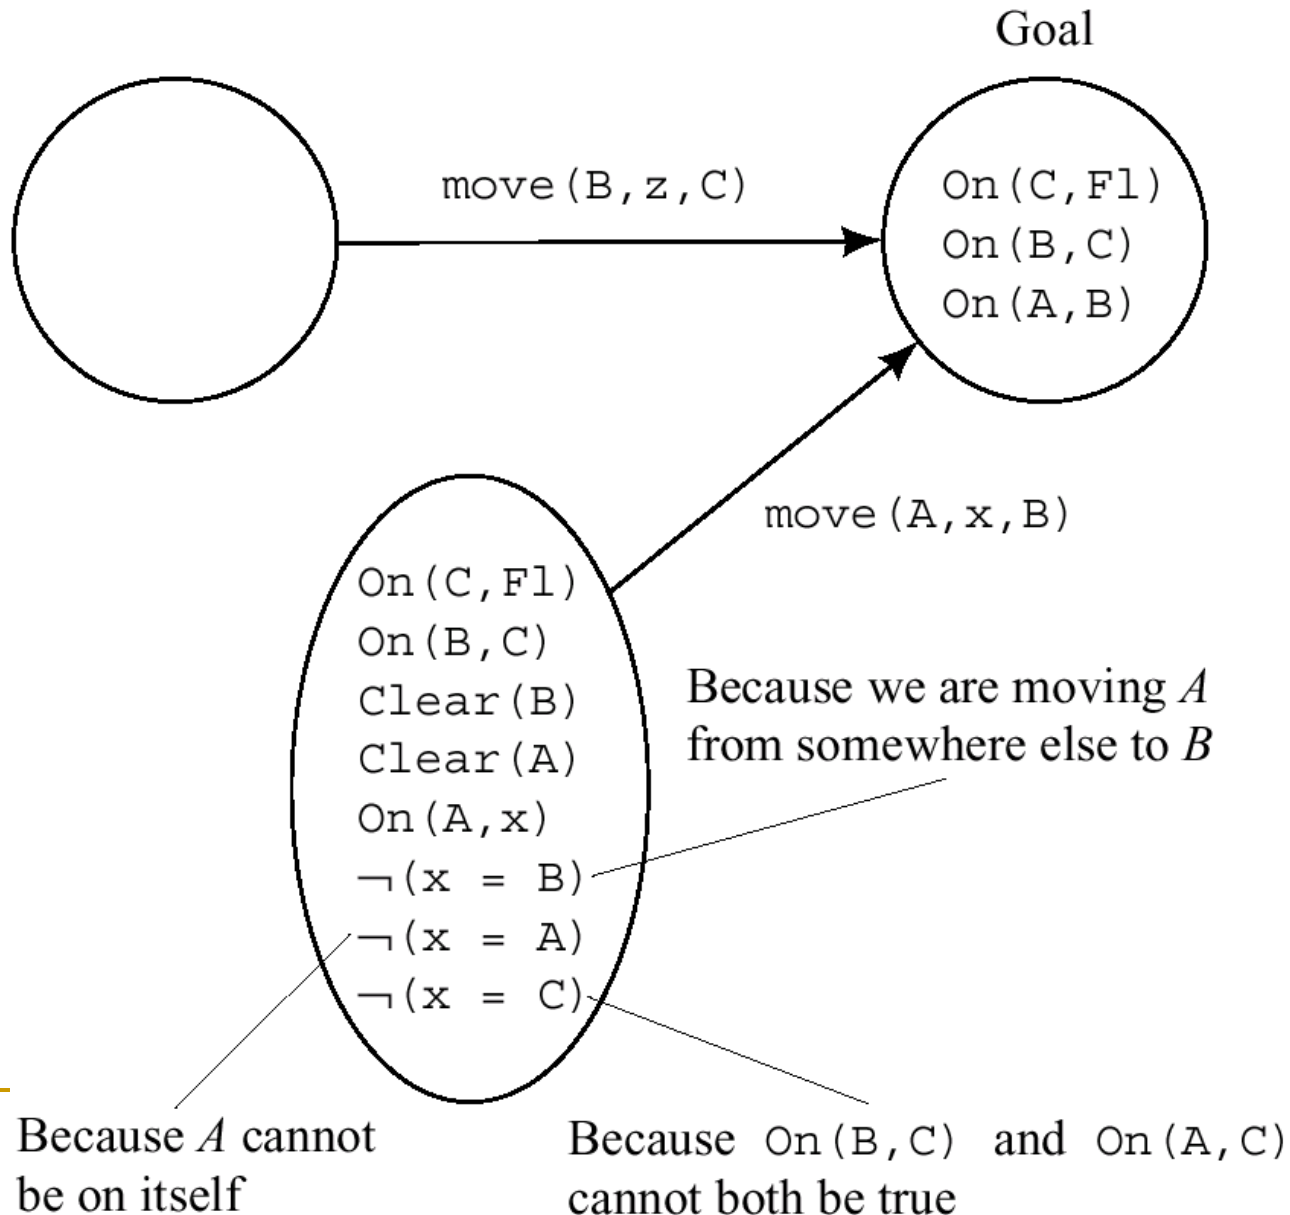 Goal
move(B,z,C)
On(C,Fl)
On(B,C)
On(A,B)
move(A,x,B)
On(C,Fl)
On(B,C)
Clear(B)
Clear(A)
On(A,x)
¬(x = B)
¬(x = A)
¬(x = C)
Because we are moving A
from somewhere else to B
Because A cannot
be on itself
Because On(B,C) and On(A,C)
cannot both be true